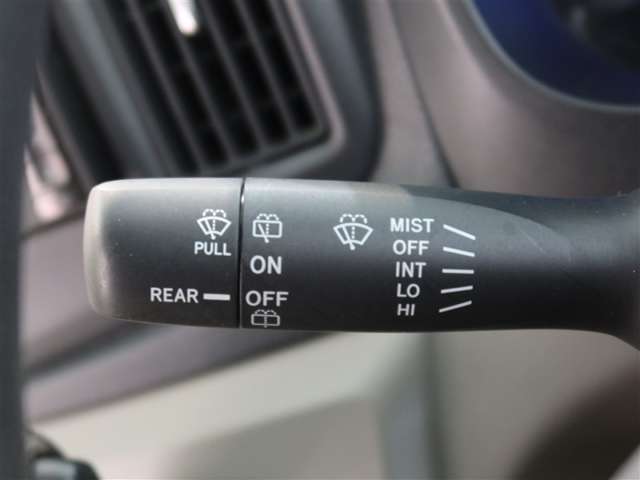 PULL
REAR
ON
OFF
MIST
OFF
INT
LO
HI